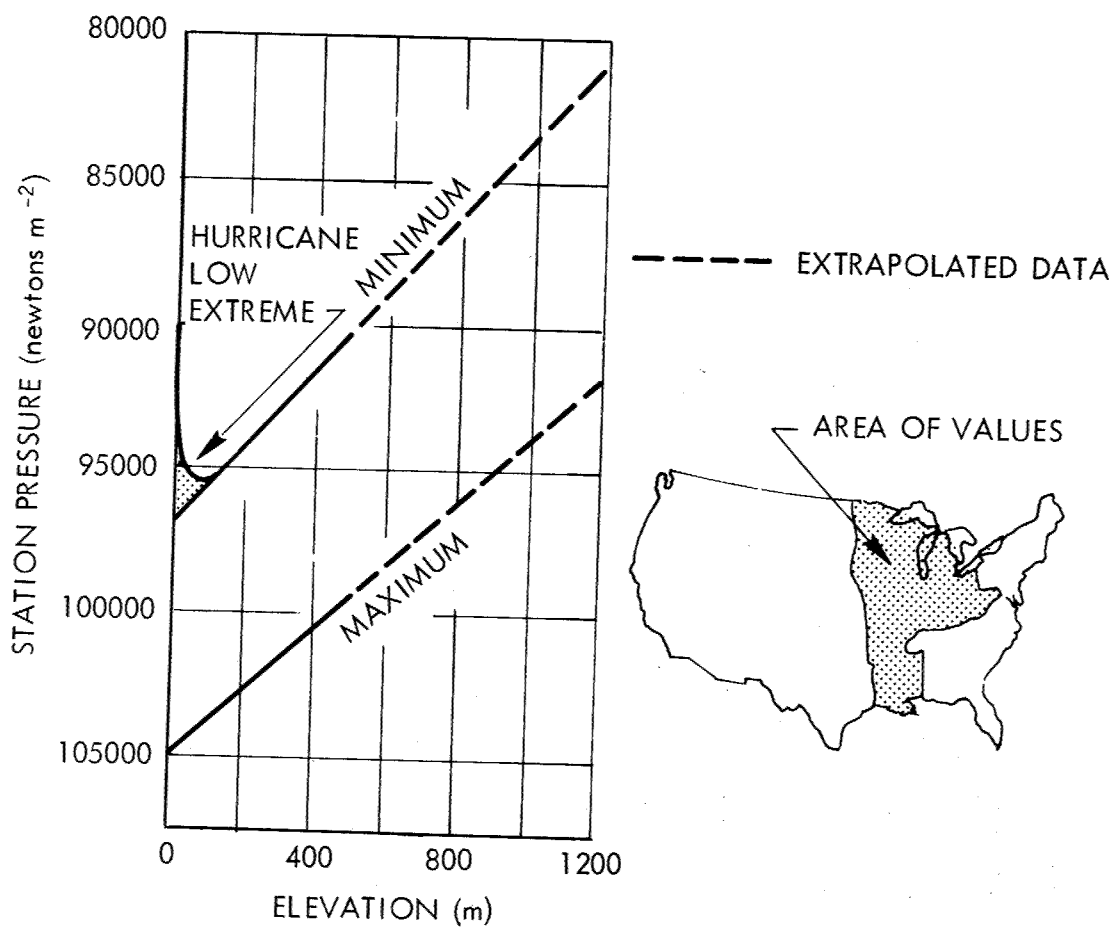 80000
85000
90000
95000
100000
105000
STATION PRESSURE (newtons m⁻²)
HURRICANE
LOW
EXTREME
MINIMUM
MAXIMUM
0
400
800
1200
ELEVATION (m)
EXTRAPOLATED DATA
AREA OF VALUES